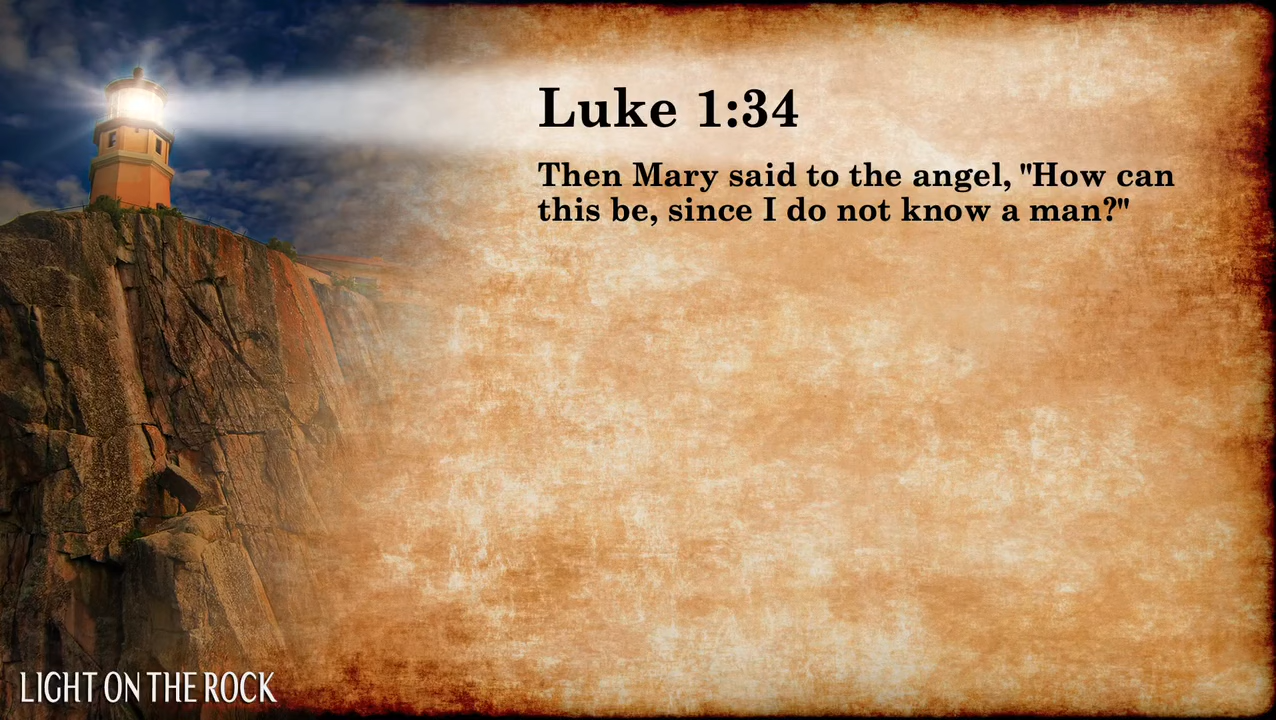 Luke 1:34
Then Mary said to the angel, "How can
this be, since I do not know a man?"
LIGHT ON THE ROCK